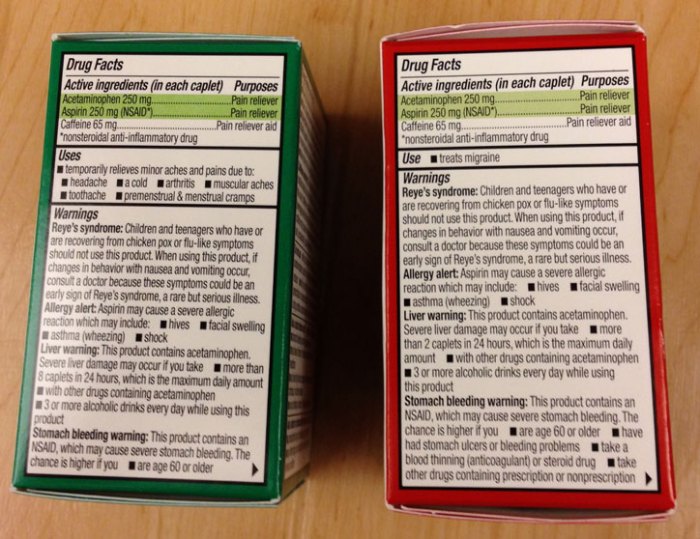 Drug Facts
Active ingredients (in each caplet) Purposes
Acetaminophen 250 mg..............................Pain reliever
Aspirin 250 mg (NSAID*)..........................Pain reliever
Caffeine 65 mg..................................Pain reliever aid
*nonsteroidal anti-inflammatory drug
Uses
■ temporarily relieves minor aches and pains due to:
■ headache ■ a cold ■ arthritis ■ muscular aches
■ toothache ■ premenstrual & menstrual cramps
Warnings
Reye's syndrome: Children and teenagers who have or
are recovering from chicken pox or flu-like symptoms
should not use this product. When using this product, if
changes in behavior with nausea and vomiting occur,
consult a doctor because these symptoms could be an
early sign of Reye's syndrome, a rare but serious illness.
Allergy alert: Aspirin may cause a severe allergic
reaction which may include: ■ hives ■ facial swelling
■ asthma (wheezing) ■ shock
Liver warning: This product contains acetaminophen.
Severe liver damage may occur if you take ■ more than
8 caplets in 24 hours, which is the maximum daily amount
■ with other drugs containing acetaminophen
■ 3 or more alcoholic drinks every day while using this
product
Stomach bleeding warning: This product contains an
NSAID, which may cause severe stomach bleeding. The
chance is higher if you ■ are age 60 or older
Drug Facts
Active ingredients (in each caplet) Purposes
Acetaminophen 250 mg..............................Pain reliever
Aspirin 250 mg (NSAID*)..........................Pain reliever
Caffeine 65 mg..................................Pain reliever aid
*nonsteroidal anti-inflammatory drug
Use ■ treats migraine
Warnings
Reye's syndrome: Children and teenagers who have or
are recovering from chicken pox or flu-like symptoms
should not use this product. When using this product, if
changes in behavior with nausea and vomiting occur,
consult a doctor because these symptoms could be an
early sign of Reye's syndrome, a rare but serious illness.
Allergy alert: Aspirin may cause a severe allergic
reaction which may include: ■ hives ■ facial swelling
■ asthma (wheezing) ■ shock
Liver warning: This product contains acetaminophen.
Severe liver damage may occur if you take ■ more
than 2 caplets in 24 hours, which is the maximum daily
amount ■ with other drugs containing acetaminophen
■ 3 or more alcoholic drinks every day while using
this product
Stomach bleeding warning: This product contains an
NSAID, which may cause severe stomach bleeding. The
chance is higher if you ■ are age 60 or older ■ have
had stomach ulcers or bleeding problems ■ take a
blood thinning (anticoagulant) or steroid drug ■ take
other drugs containing prescription or nonprescription